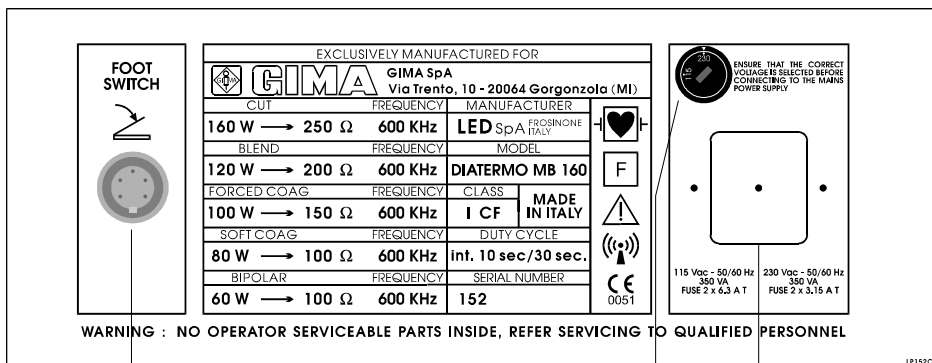 FOOT
SWITCH
EXCLUSIVELY MANUFACTURED FOR
GIMA GIMA GIMA SpA
Via Trento, 10 - 20064 Gorgonzola (MI)
CUT FREQUENCY MANUFACTURER
160 W → 250 Ω 600 KHz LED SpA FROSINONE ITALY
BLEND FREQUENCY MODEL
120 W → 200 Ω 600 KHz DIATERMO MB 160
FORCED COAG FREQUENCY CLASS MADE
100 W → 150 Ω 600 KHz I CF IN ITALY
SOFT COAG FREQUENCY DUTY CYCLE
80 W → 100 Ω 600 KHz int. 10 sec/30 sec.
BIPOLAR FREQUENCY SERIAL NUMBER
60 W → 100 Ω 600 KHz 152
F
CE
0051
115 230
ENSURE THAT THE CORRECT
VOLTAGE IS SELECTED BEFORE
CONNECTING TO THE MAINS
POWER SUPPLY
115 Vac - 50/60 Hz
350 VA
FUSE 2 x 6.3 A T
230 Vac - 50/60 Hz
350 VA
FUSE 2 x 3.15 A T
WARNING : NO OPERATOR SERVICEABLE PARTS INSIDE, REFER SERVICING TO QUALIFIED PERSONNEL
LP152C